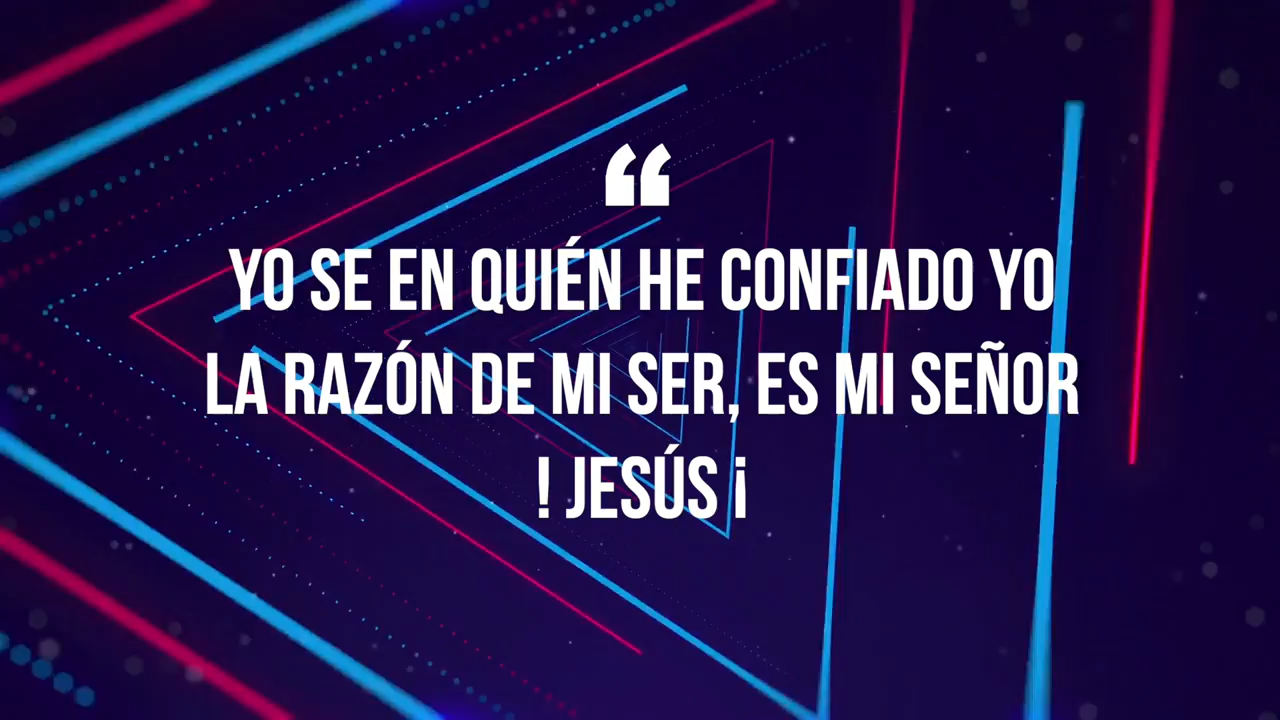 “
YO SE EN QUIÉN HE CONFIADO YO
LA RAZÓN DE MI SER, ES MI SEÑOR
! JESÚS ¡